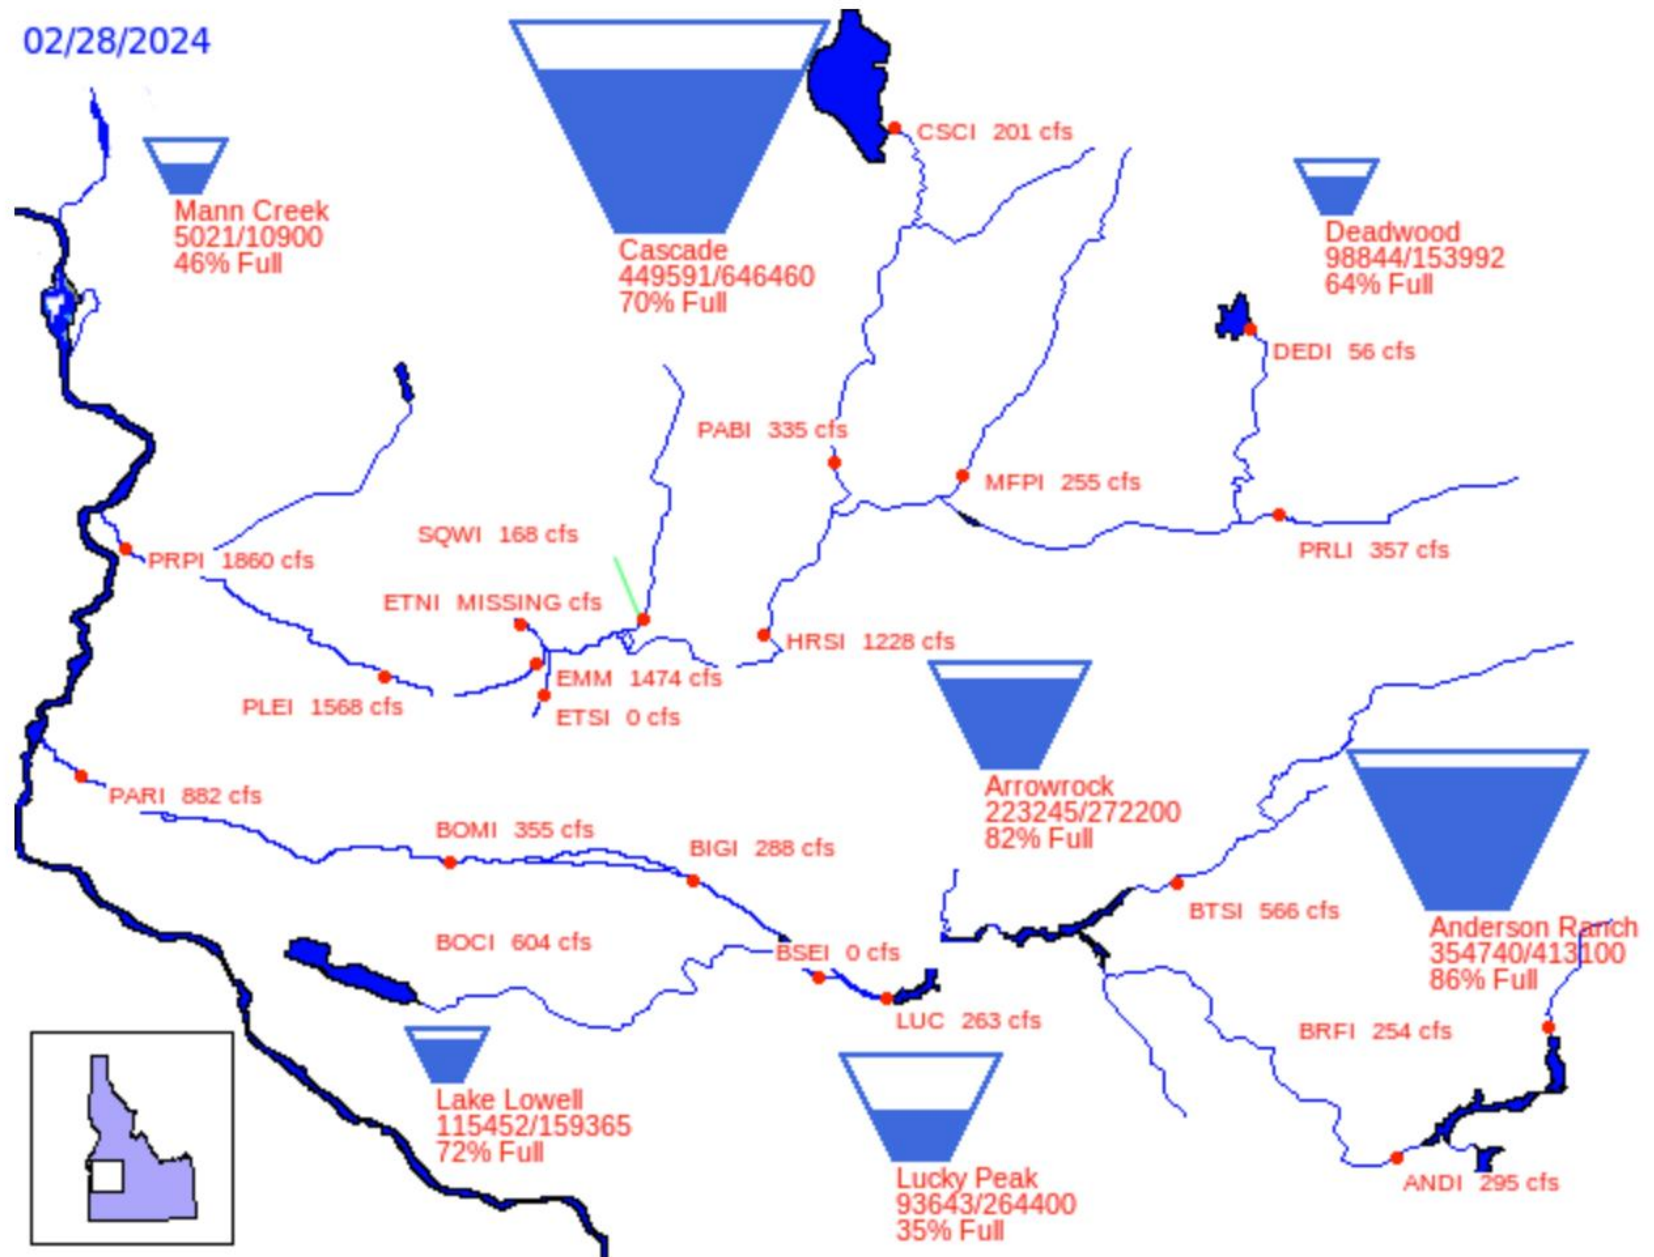 02/28/2024
CSCI 201 cfs
Mann Creek
5021/10900
46% Full
Cascade
449591/646460
70% Full
Deadwood
98844/153992
64% Full
DEDI 56 cfs
PABI 335 cfs
MFPI 255 cfs
SQWI 168 cfs
PRLI 357 cfs
PRPI 1860 cfs
ETNI MISSING cfs
HRSI 1228 cfs
EMM 1474 cfs
PLEI 1568 cfs
ETSI 0 cfs
Arrowrock
223245/272200
82% Full
PARI 882 cfs
BOMI 355 cfs
BIGI 288 cfs
BTSI 566 cfs
Anderson Ranch
354740/413100
86% Full
BOCI 604 cfs
BSEI 0 cfs
LUC 263 cfs
BRFI 254 cfs
Lake Lowell
115452/159365
72% Full
Lucky Peak
93643/264400
35% Full
ANDI 295 cfs